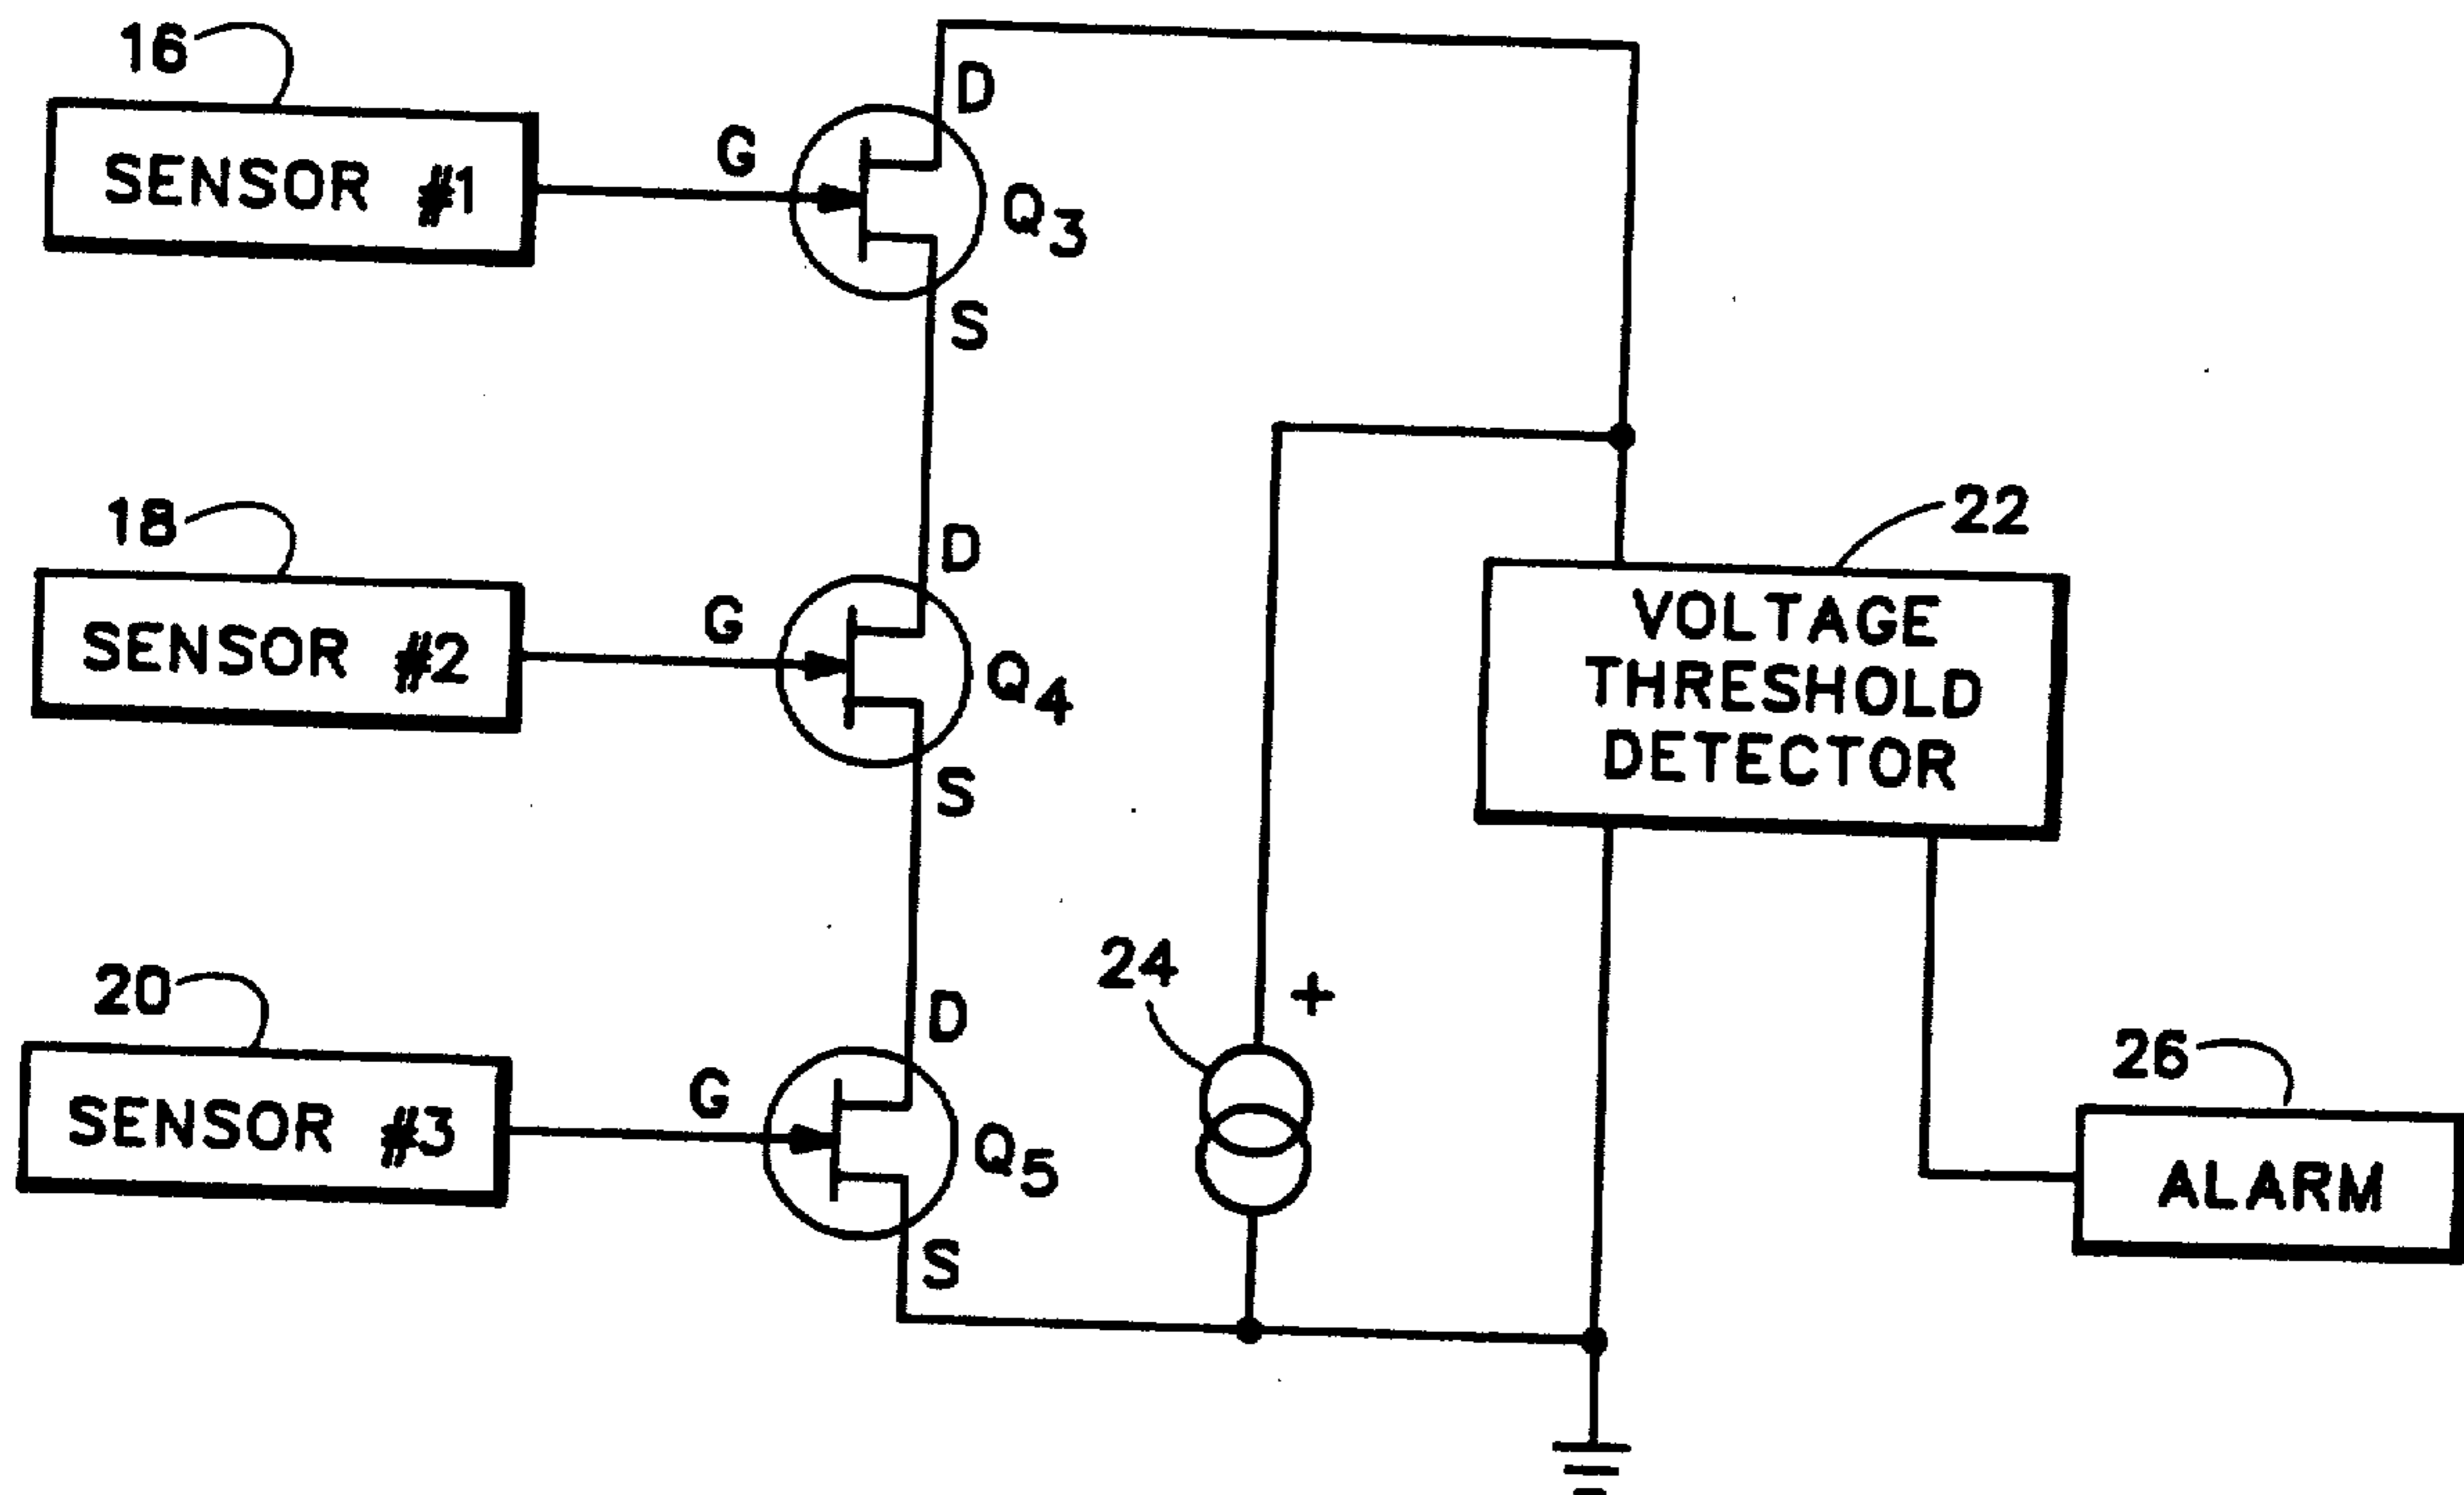 16
D
SENSOR #1
G
Q3
S
18
D
22
SENSOR #2
G
Q4
VOLTAGE
THRESHOLD
DETECTOR
S
20
D
24
+
26
SENSOR #3
G
Q5
ALARM
S